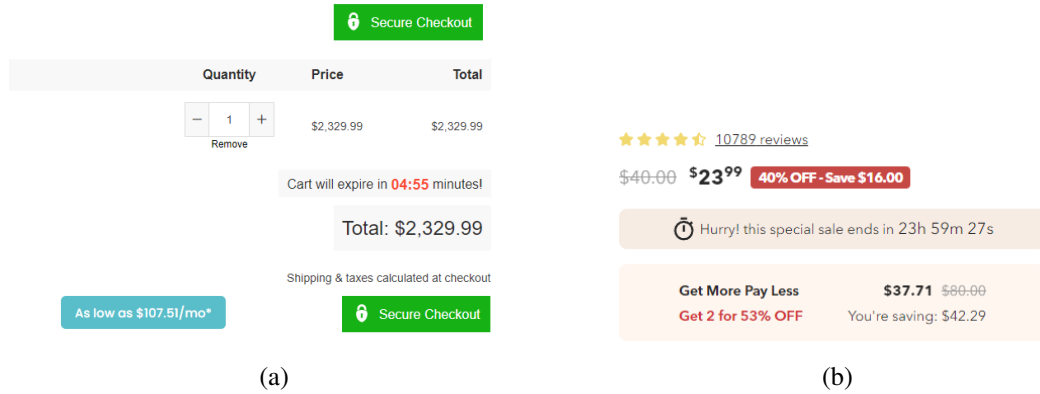 Secure Checkout
Quantity Price Total
− 1 + $2,329.99 $2,329.99
Remove
Cart will expire in 04:55 minutes!
Total: $2,329.99
Shipping & taxes calculated at checkout
As low as $107.51/mo* Secure Checkout
(a)
10789 reviews
$40.00 $23.99 40% OFF - Save $16.00
Hurry! this special sale ends in 23h 59m 27s
Get More Pay Less $37.71 $80.00
Get 2 for 53% OFF You're saving: $42.29
(b)